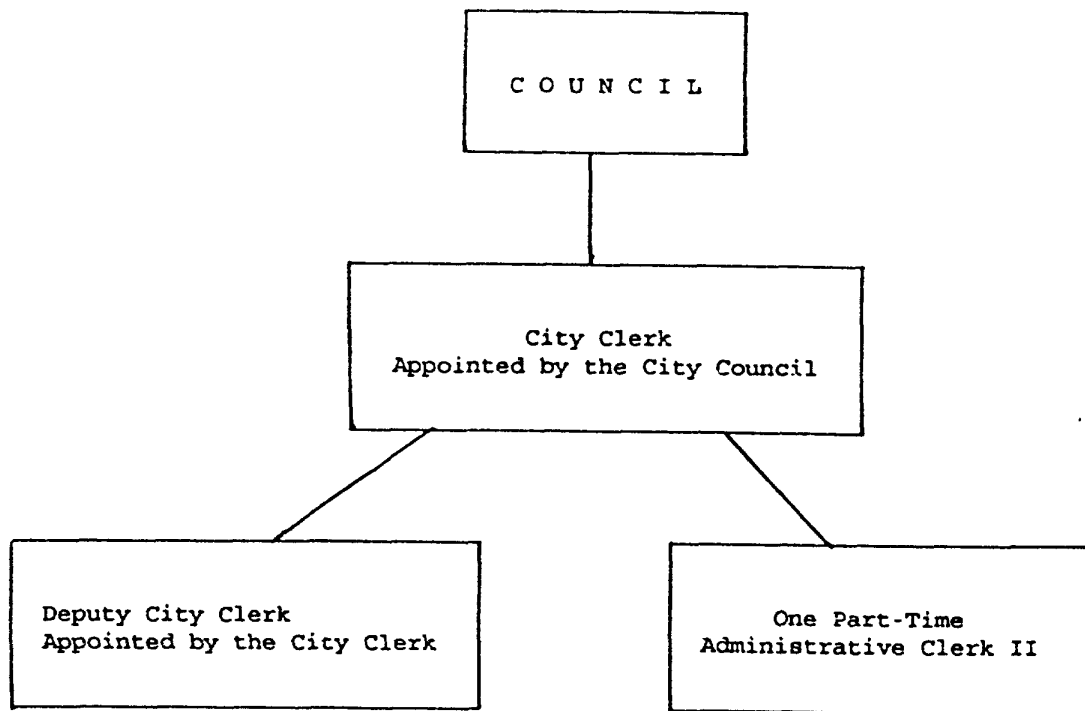 C O U N C I L
City Clerk
Appointed by the City Council
Deputy City Clerk
Appointed by the City Clerk
One Part-Time
Administrative Clerk II